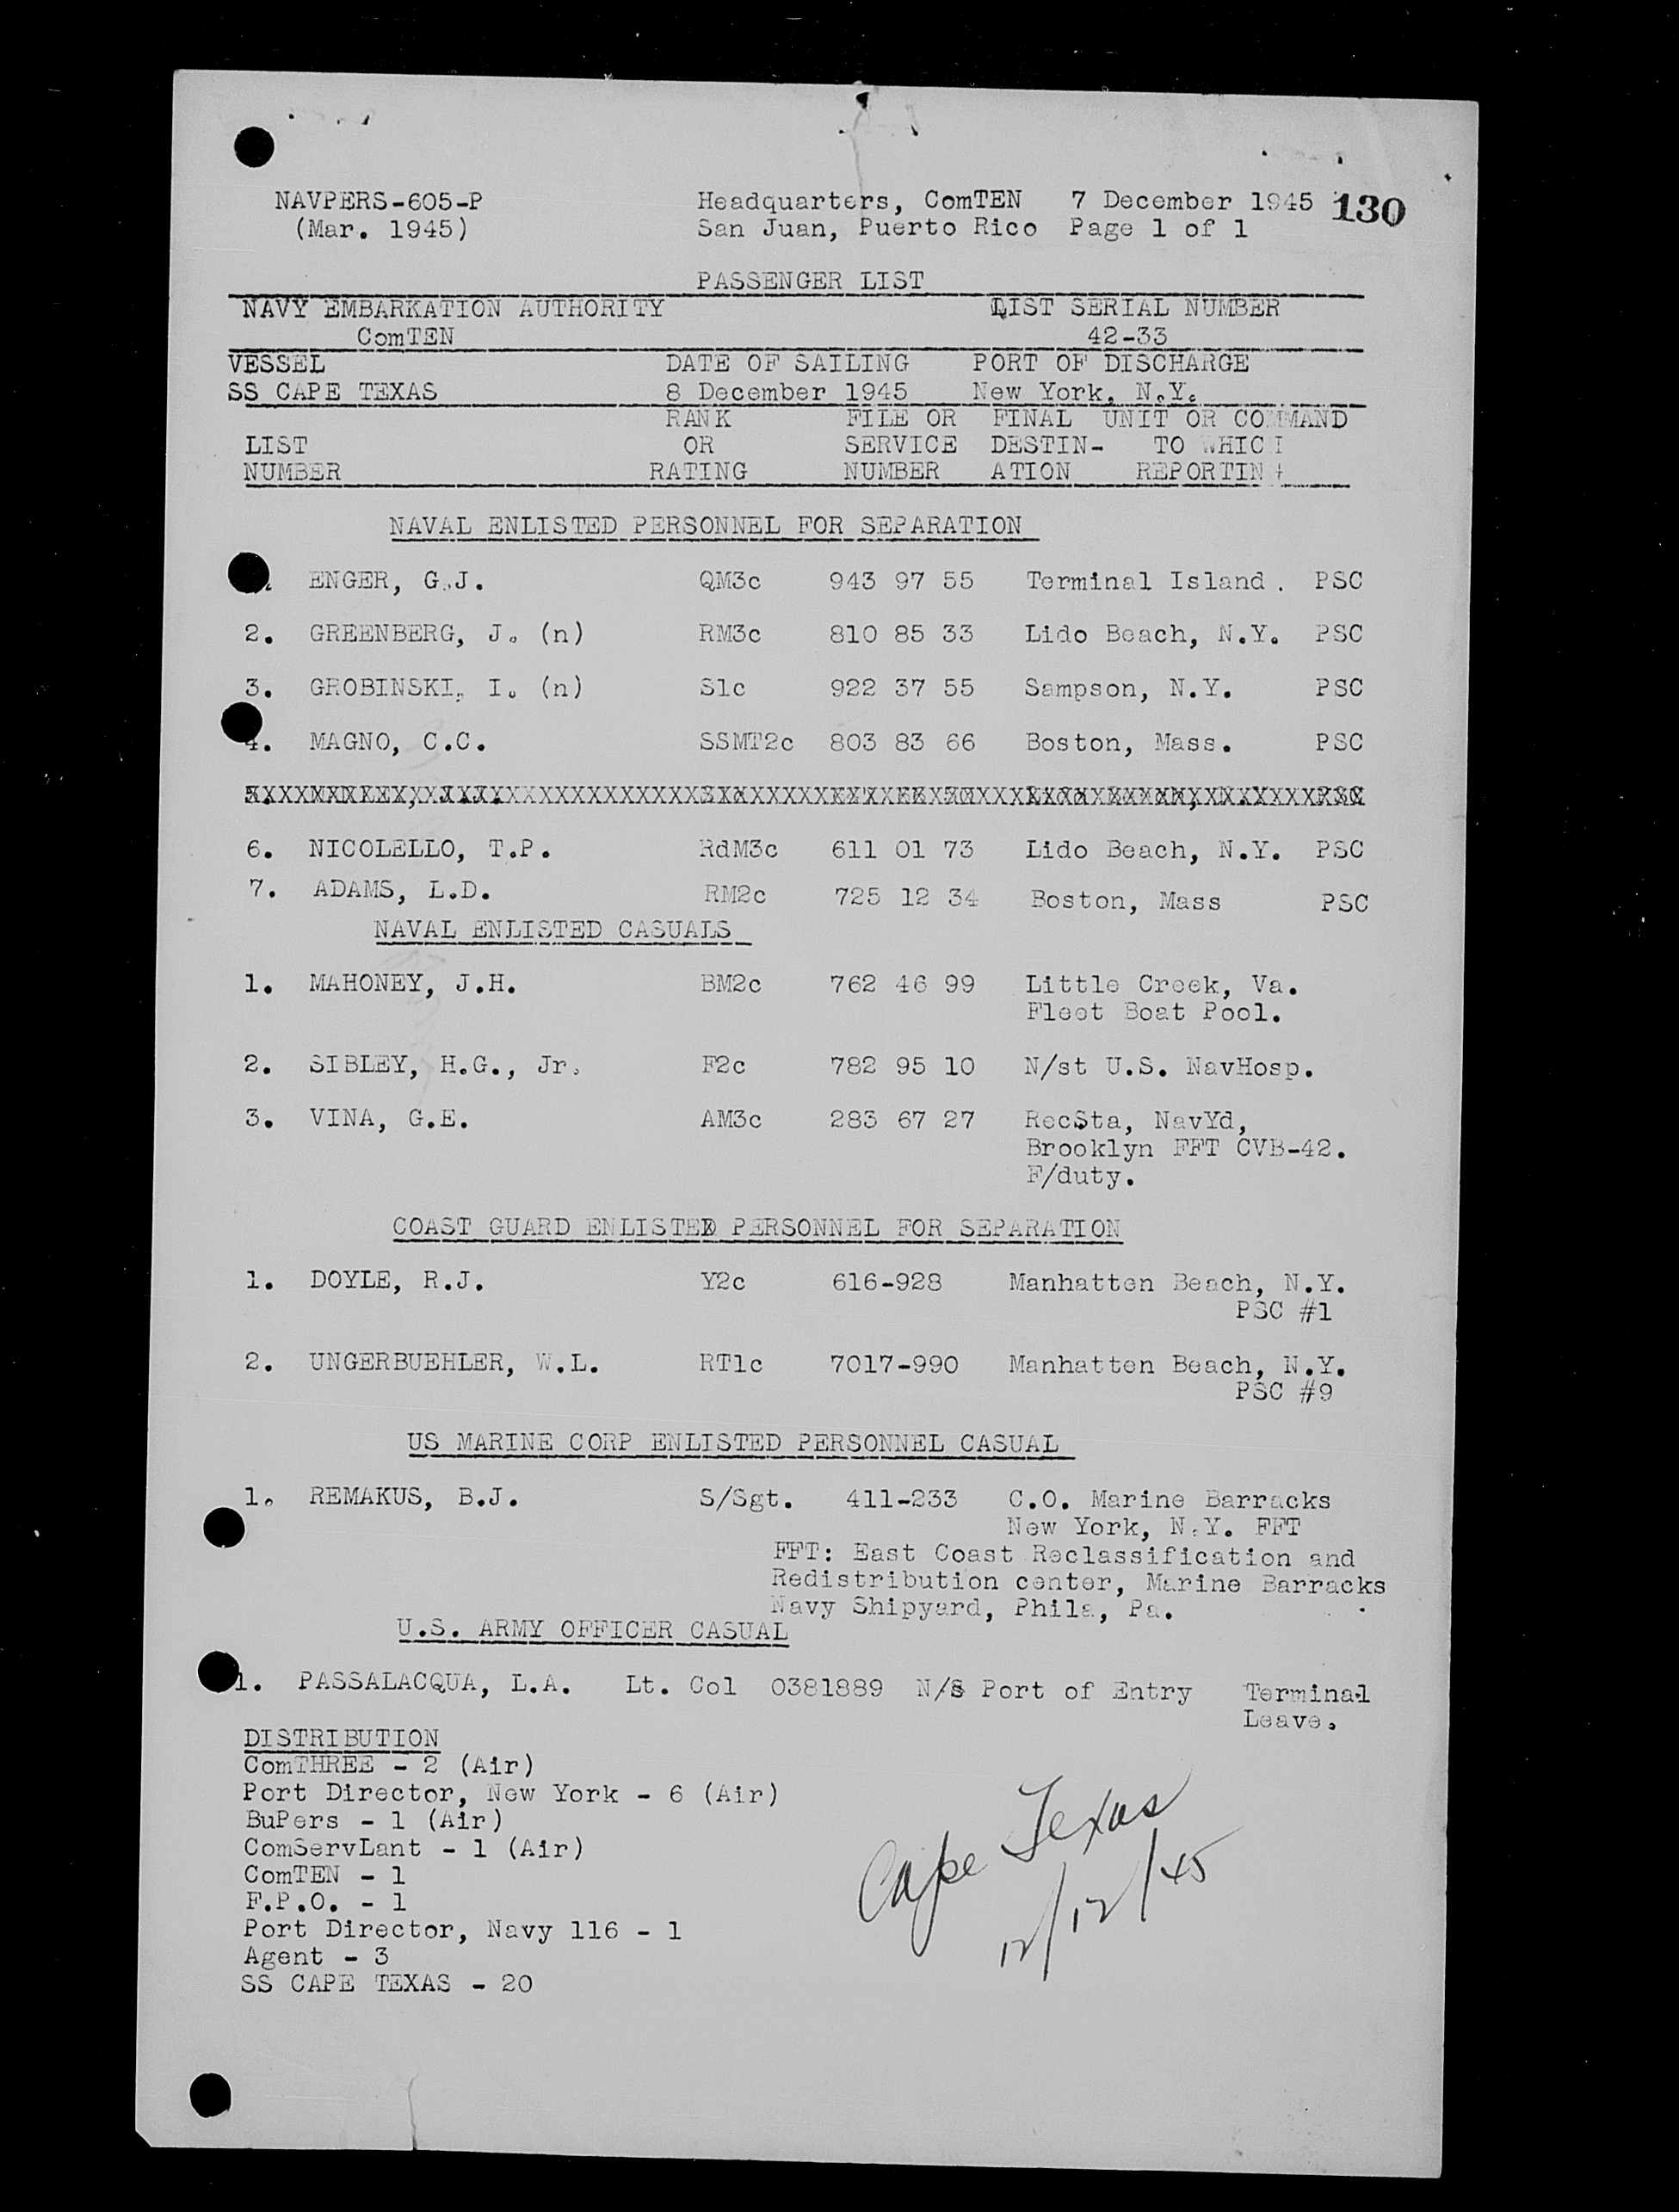 NAVPERS-605-P Headquarters, ComTEN 7 December 1945 130
(Mar. 1945) San Juan, Puerto Rico Page 1 of 1
PASSENGER LIST
NAVY EMBARKATION AUTHORITY LIST SERIAL NUMBER
ComTEN 42-33
VESSEL DATE OF SAILING PORT OF DISCHARGE
SS CAPE TEXAS 8 December 1945 New York, N.Y.
RANK FILE OR FINAL UNIT OR COMMAND
LIST OR SERVICE DESTIN- TO WHICH
NUMBER RATING NUMBER ATION REPORTING
NAVAL ENLISTED PERSONNEL FOR SEPARATION
ENGER, G.J. QM3c 943 97 55 Terminal Island. PSC
2. GREENBERG, J. (n) RM3c 810 85 33 Lido Beach, N.Y. PSC
3. GROBINSKI, I. (n) S1c 922 37 55 Sampson, N.Y. PSC
4. MAGNO, C.C. SSMT2c 803 83 66 Boston, Mass. PSC
6. NICOLELLO, T.P. RdM3c 611 01 73 Lido Beach, N.Y. PSC
7. ADAMS, L.D. RM2c 725 12 34 Boston, Mass PSC
NAVAL ENLISTED CASUALS
1. MAHONEY, J.H. BM2c 762 46 99 Little Creek, Va.
Fleet Boat Pool.
2. SIBLEY, H.G., Jr. F2c 782 95 10 N/st U.S. NavHosp.
3. VINA, G.E. AM3c 283 67 27 RecSta, NavYd,
Brooklyn FFT CVB-42.
F/duty.
COAST GUARD ENLISTED PERSONNEL FOR SEPARATION
1. DOYLE, R.J. Y2c 616-928 Manhatten Beach, N.Y.
PSC #1
2. UNGERBUEHLER, W.L. RT1c 7017-990 Manhatten Beach, N.Y.
PSC #9
US MARINE CORP ENLISTED PERSONNEL CASUAL
1. REMAKUS, B.J. S/Sgt. 411-233 C.O. Marine Barracks
New York, N.Y. FFT
FFT: East Coast Reclassification and
Redistribution center, Marine Barracks
Navy Shipyard, Phila, Pa.
U.S. ARMY OFFICER CASUAL
1. PASSALACQUA, L.A. Lt. Col 0381889 N/S Port of Entry Terminal
Leave.
DISTRIBUTION
ComTHREE - 2 (Air)
Port Director, New York - 6 (Air)
BuPers - 1 (Air)
ComServLant - 1 (Air)
ComTEN - 1
F.P.O. - 1
Port Director, Navy 116 - 1
Agent - 3
SS CAPE TEXAS - 20
Cape Texas
12/12/45